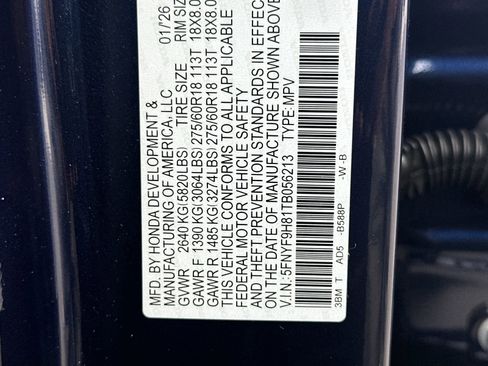 MFD. BY HONDA DEVELOPMENT & 01/26
MANUFACTURING OF AMERICA, LLC
GVWR 2640 KG(5820LBS) TIRE SIZE RIM SIZE
GAWR F 1390 KG(3064LBS) 275/60R18 113T 18X8.0
GAWR R 1485 KG(3274LBS) 275/60R18 113T 18X8.0
THIS VEHICLE CONFORMS TO ALL APPLICABLE
FEDERAL MOTOR VEHICLE SAFETY
AND THEFT PREVENTION STANDARDS IN EFFECT
ON THE DATE OF MANUFACTURE SHOWN ABOVE
V.I.N.:5FNYF9H81TB056213 TYPE:MPV
3BM T AD5 -B588P -W -B